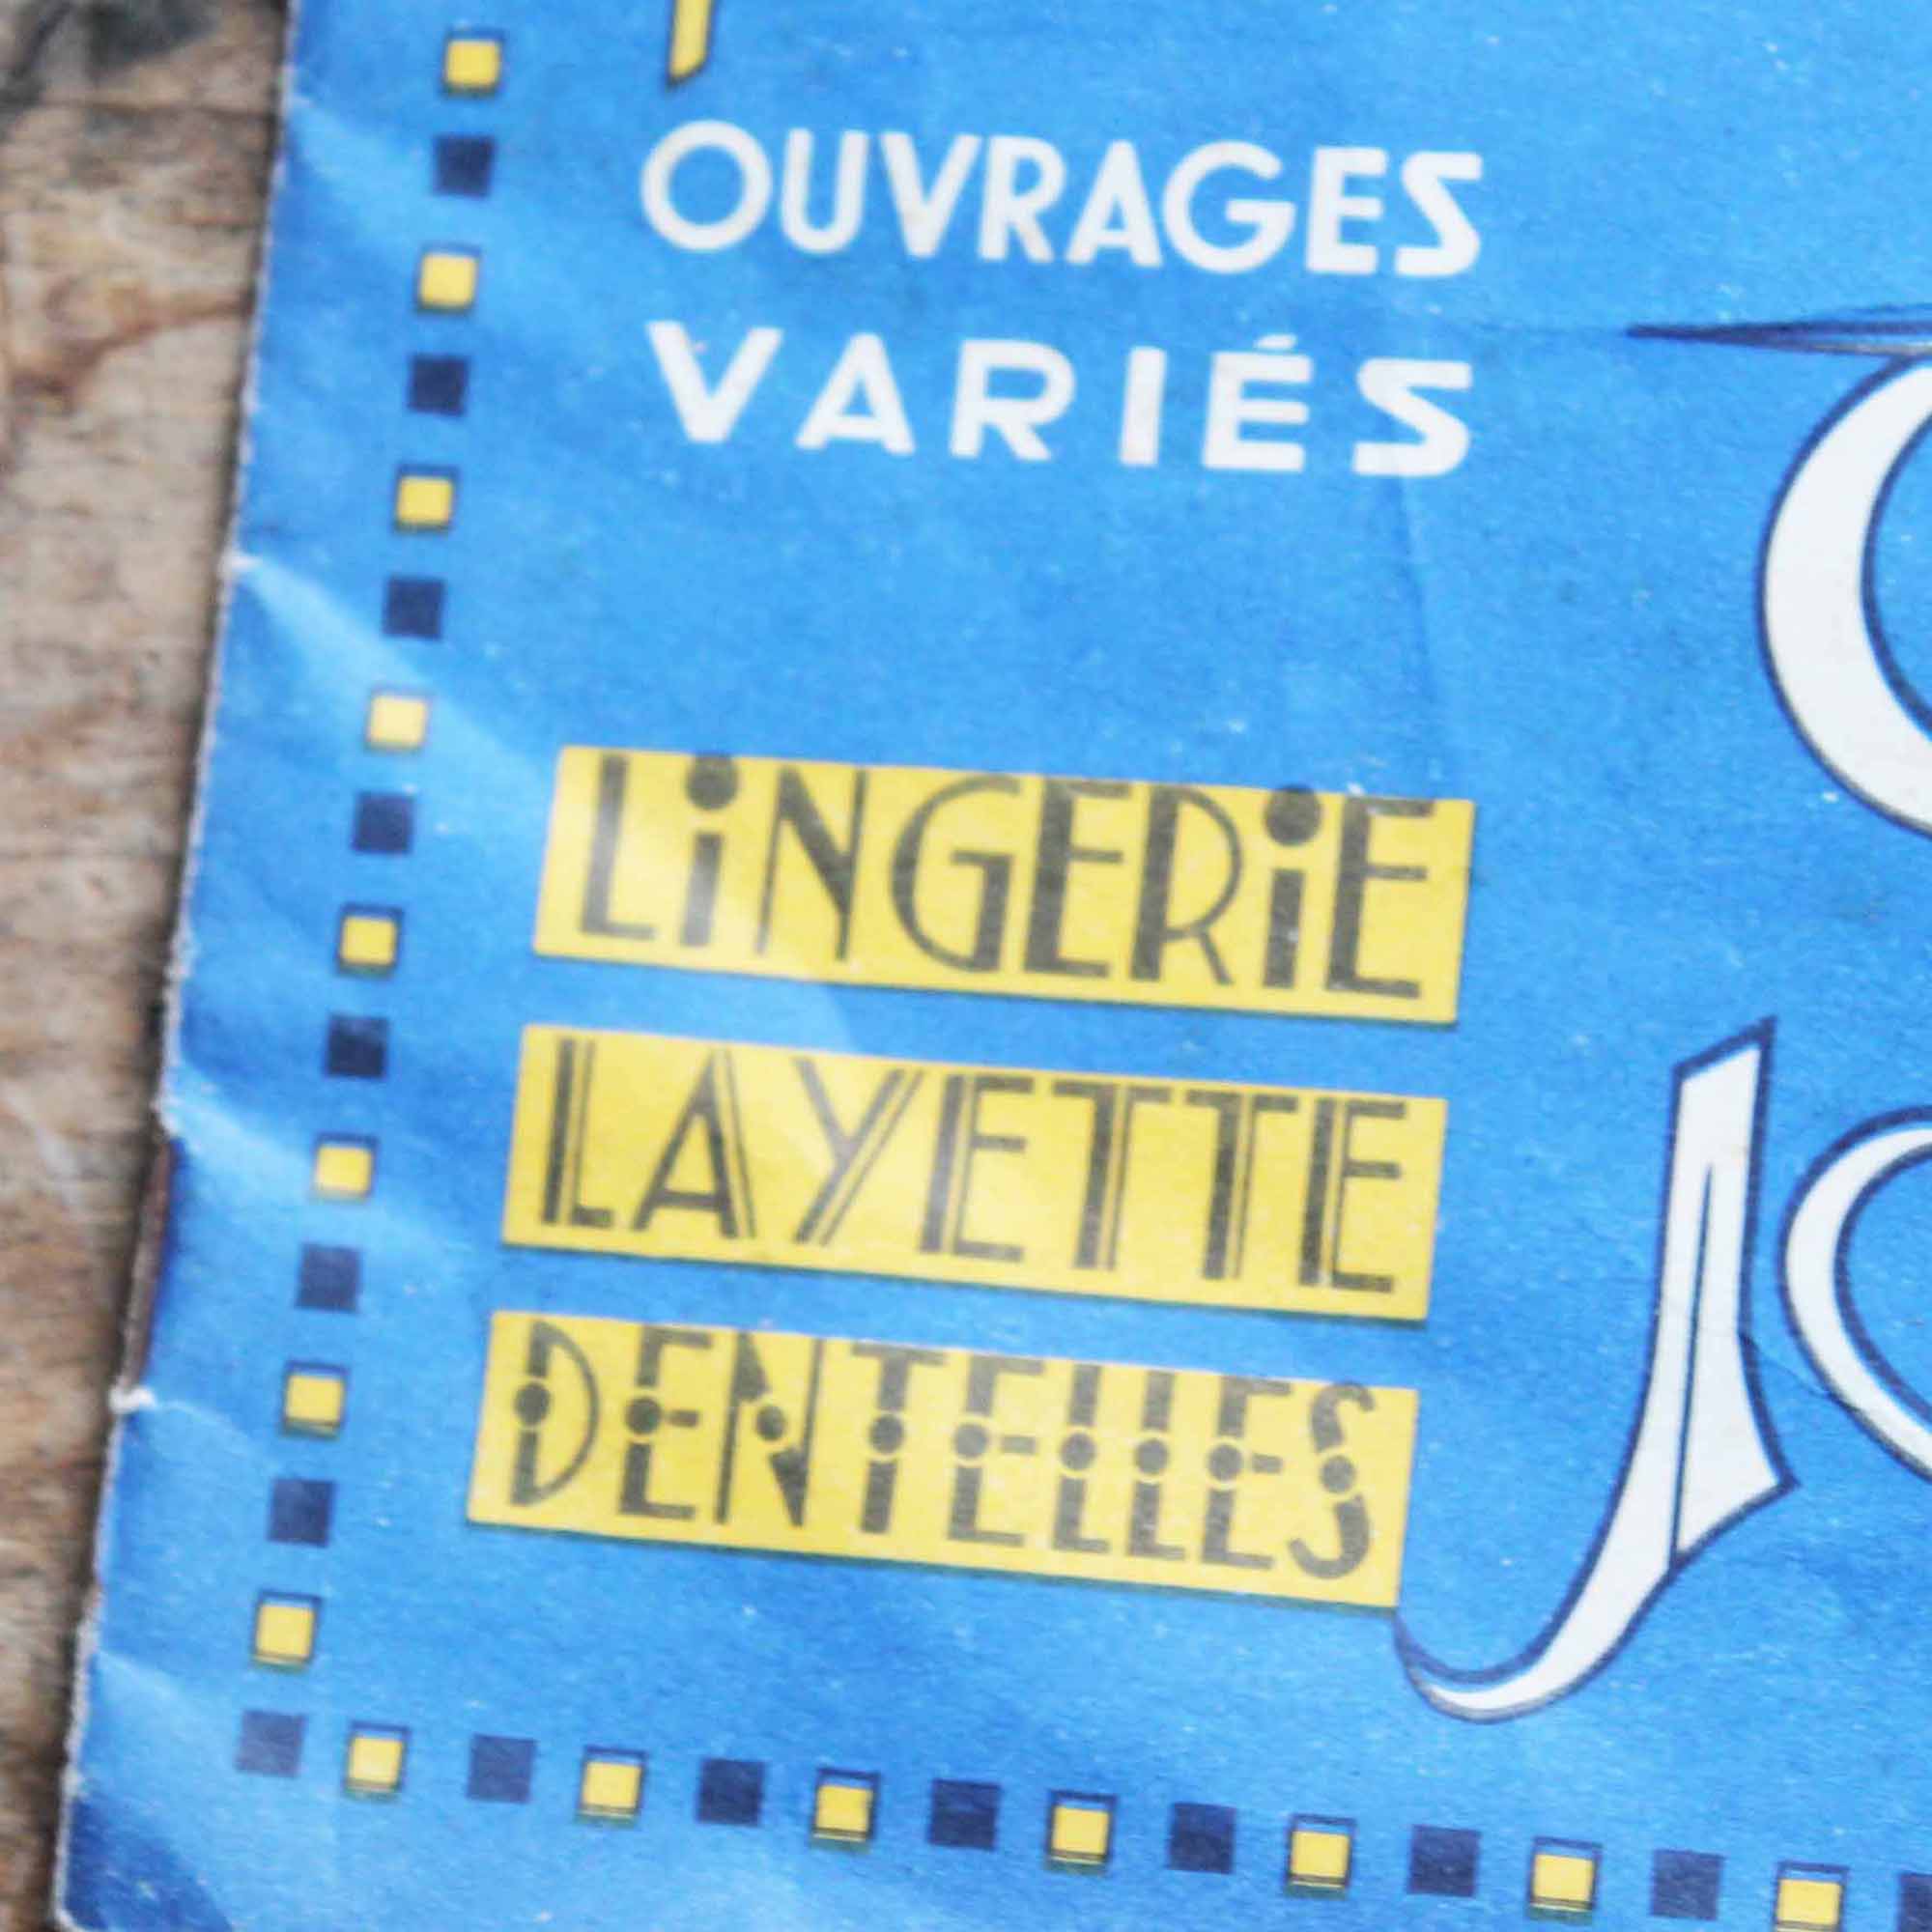 OUVRAGES
VARIÉS
LiNGERiE
LAYETTE
DENTELLES